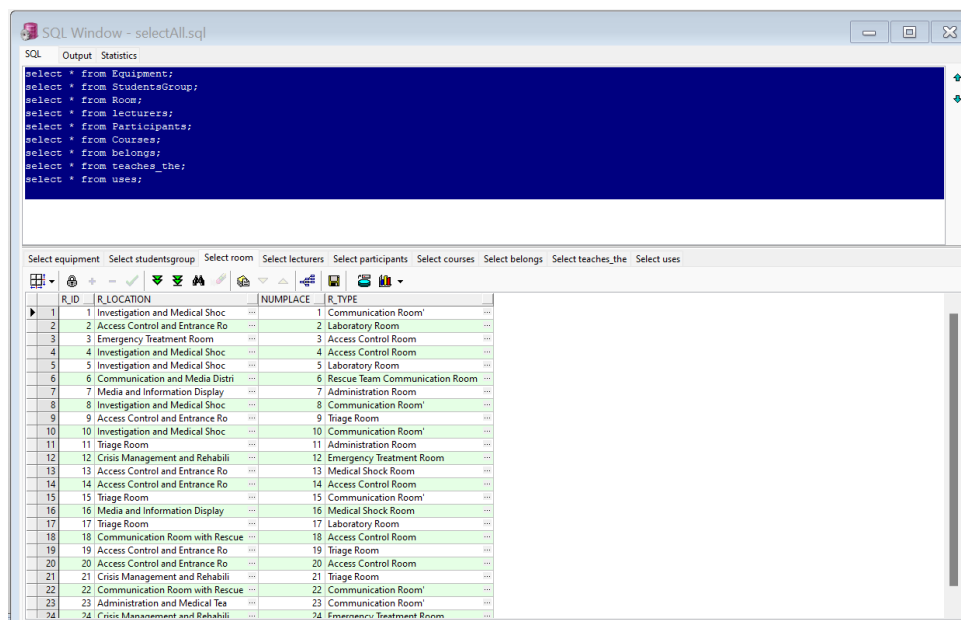 SQL Window - selectAll.sql
SQL Output Statistics
select * from Equipment;
select * from StudentsGroup;
select * from Room;
select * from lecturers;
select * from Participants;
select * from Courses;
select * from belongs;
select * from teaches_the;
select * from uses;
Select equipment Select studentsgroup Select room Select lecturers Select participants Select courses Select belongs Select teaches_the Select uses
R_ID R_LOCATION NUMPLACE R_TYPE
1 1 Investigation and Medical Shoc ... 1 Communication Room' ...
2 2 Access Control and Entrance Ro ... 2 Laboratory Room ...
3 3 Emergency Treatment Room ... 3 Access Control Room ...
4 4 Investigation and Medical Shoc ... 4 Access Control Room ...
5 5 Investigation and Medical Shoc ... 5 Laboratory Room ...
6 6 Communication and Media Distri ... 6 Rescue Team Communication Room ...
7 7 Media and Information Display ... 7 Administration Room ...
8 8 Investigation and Medical Shoc ... 8 Communication Room' ...
9 9 Access Control and Entrance Ro ... 9 Triage Room ...
10 10 Investigation and Medical Shoc ... 10 Communication Room' ...
11 11 Triage Room ... 11 Administration Room ...
12 12 Crisis Management and Rehabili ... 12 Emergency Treatment Room ...
13 13 Access Control and Entrance Ro ... 13 Medical Shock Room ...
14 14 Access Control and Entrance Ro ... 14 Access Control Room ...
15 15 Triage Room ... 15 Communication Room' ...
16 16 Media and Information Display ... 16 Medical Shock Room ...
17 17 Triage Room ... 17 Laboratory Room ...
18 18 Communication Room with Rescue ... 18 Access Control Room ...
19 19 Access Control and Entrance Ro ... 19 Triage Room ...
20 20 Access Control and Entrance Ro ... 20 Access Control Room ...
21 21 Crisis Management and Rehabili ... 21 Triage Room ...
22 22 Communication Room with Rescue ... 22 Communication Room' ...
23 23 Administration and Medical Tea ... 23 Communication Room' ...
24 24 Crisis Management and Rehabili ... 24 Emergency Treatment Room ...